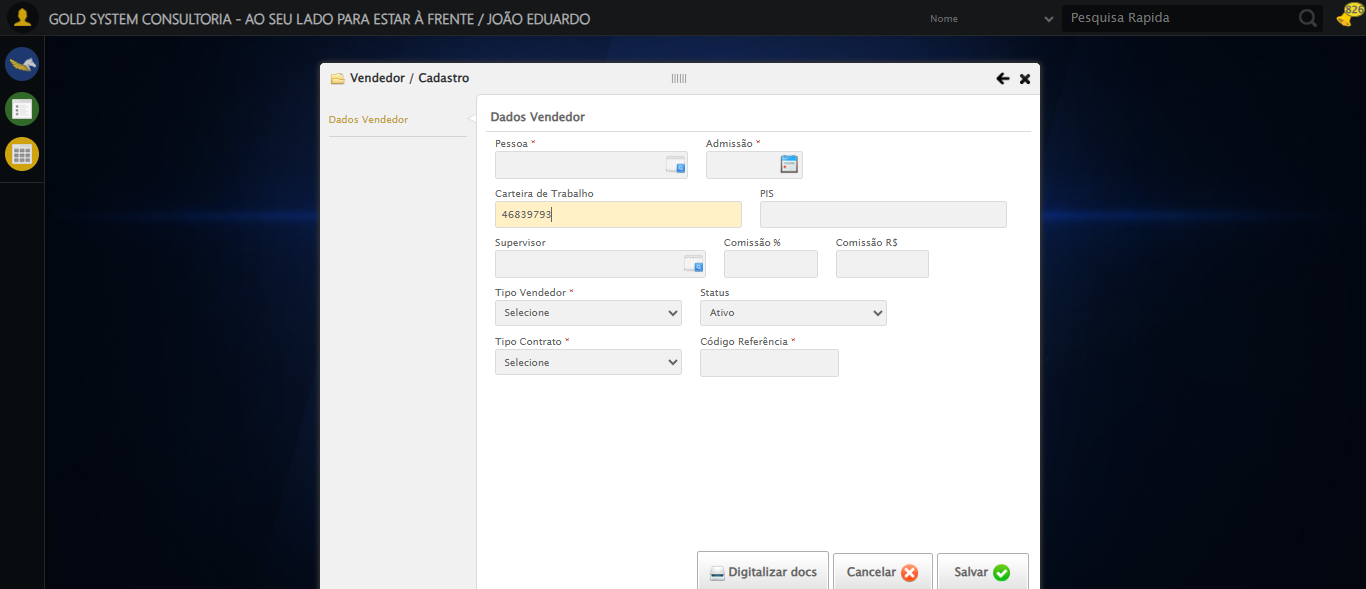 GOLD SYSTEM CONSULTORIA - AO SEU LADO PARA ESTAR À FRENTE / JOÃO EDUARDO
Nome
Pesquisa Rapida
826
Vendedor / Cadastro
Dados Vendedor
Dados Vendedor
Pessoa *
Admissão *
Carteira de Trabalho
PIS
46839793
Supervisor
Comissão %
Comissão R$
Tipo Vendedor *
Status
Selecione
Ativo
Tipo Contrato *
Código Referência *
Selecione
Digitalizar docs
Cancelar
Salvar